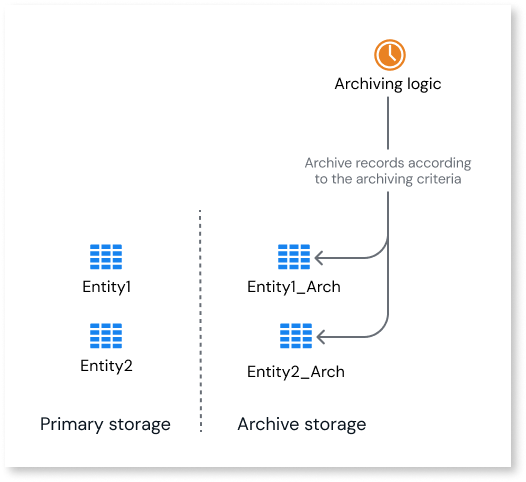 Archiving logic
Archive records according
to the archiving criteria
Entity1
Entity1_Arch
Entity2
Entity2_Arch
Primary storage
Archive storage